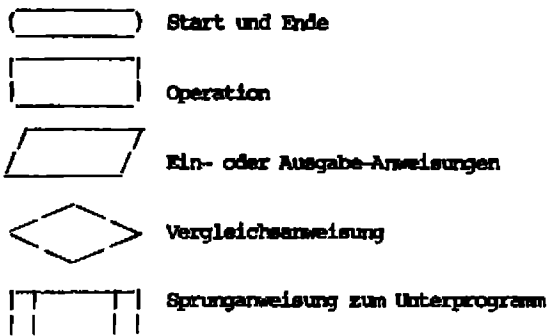 Start und Ende
Operation
Ein- oder Ausgabe-Anweisungen
Vergleichsanweisung
Sprunganweisung zum Unterprogramm